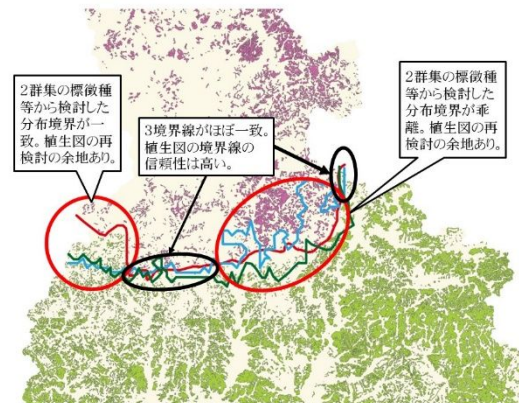 2群集の標徴種
等から検討した
分布境界が一
致。植生図の再
検討の余地あり。
3境界線がほぼ一致。
植生図の境界線の
信頼性は高い。
2群集の標徴種
等から検討した
分布境界が乖
離。植生図の再
検討の余地あり。